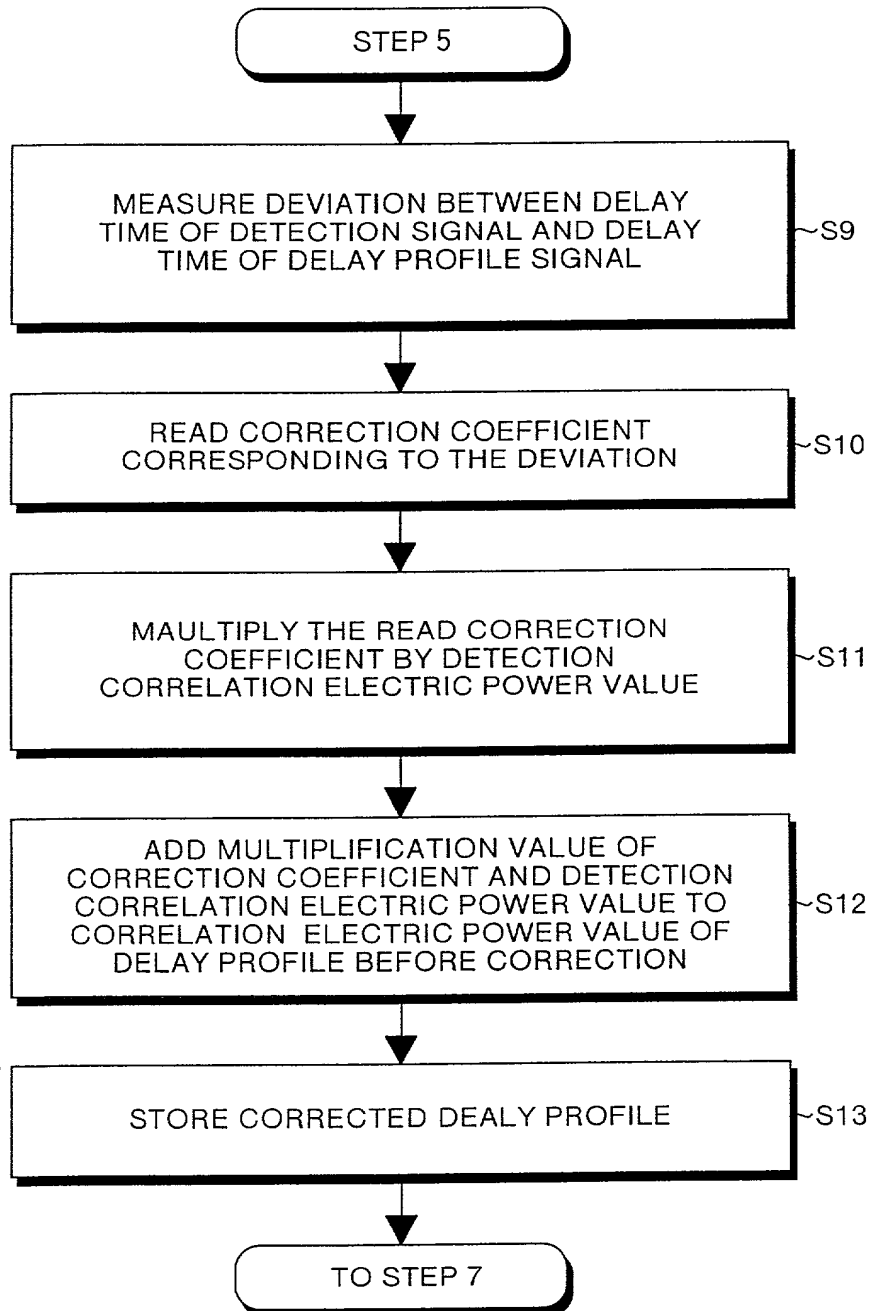 STEP 5
MEASURE DEVIATION BETWEEN DELAY
TIME OF DETECTION SIGNAL AND DELAY
TIME OF DELAY PROFILE SIGNAL
~S9
READ CORRECTION COEFFICIENT
CORRESPONDING TO THE DEVIATION
~S10
MAULTIPLY THE READ CORRECTION
COEFFICIENT BY DETECTION
CORRELATION ELECTRIC POWER VALUE
~S11
ADD MULTIPLIFICATION VALUE OF
CORRECTION COEFFICIENT AND DETECTION
CORRELATION ELECTRIC POWER VALUE TO
CORRELATION ELECTRIC POWER VALUE OF
DELAY PROFILE BEFORE CORRECTION
~S12
STORE CORRECTED DEALY PROFILE
~S13
TO STEP 7